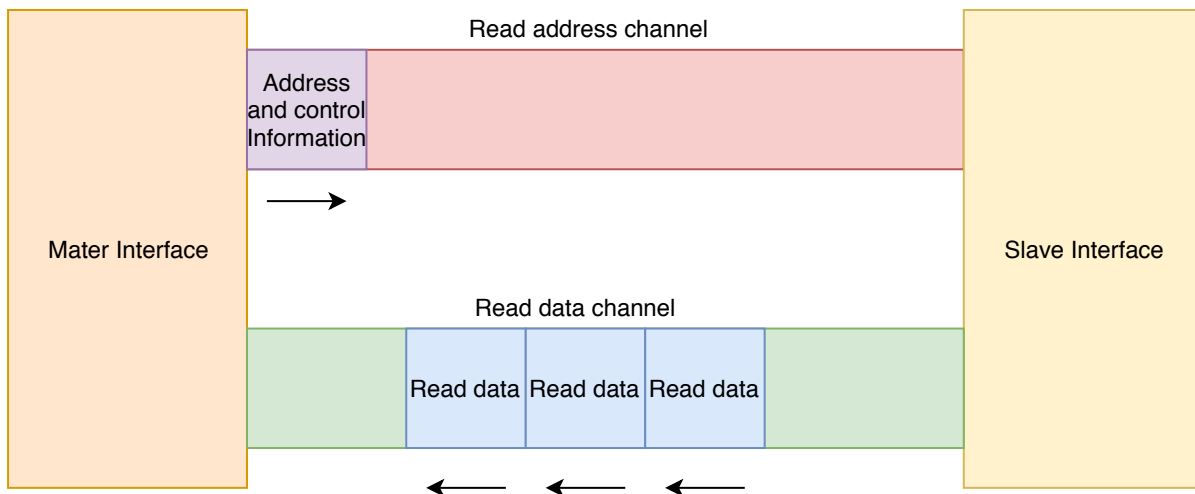 Read address channel
Address
and control
Information
Mater Interface
Slave Interface
Read data channel
Read data
Read data
Read data